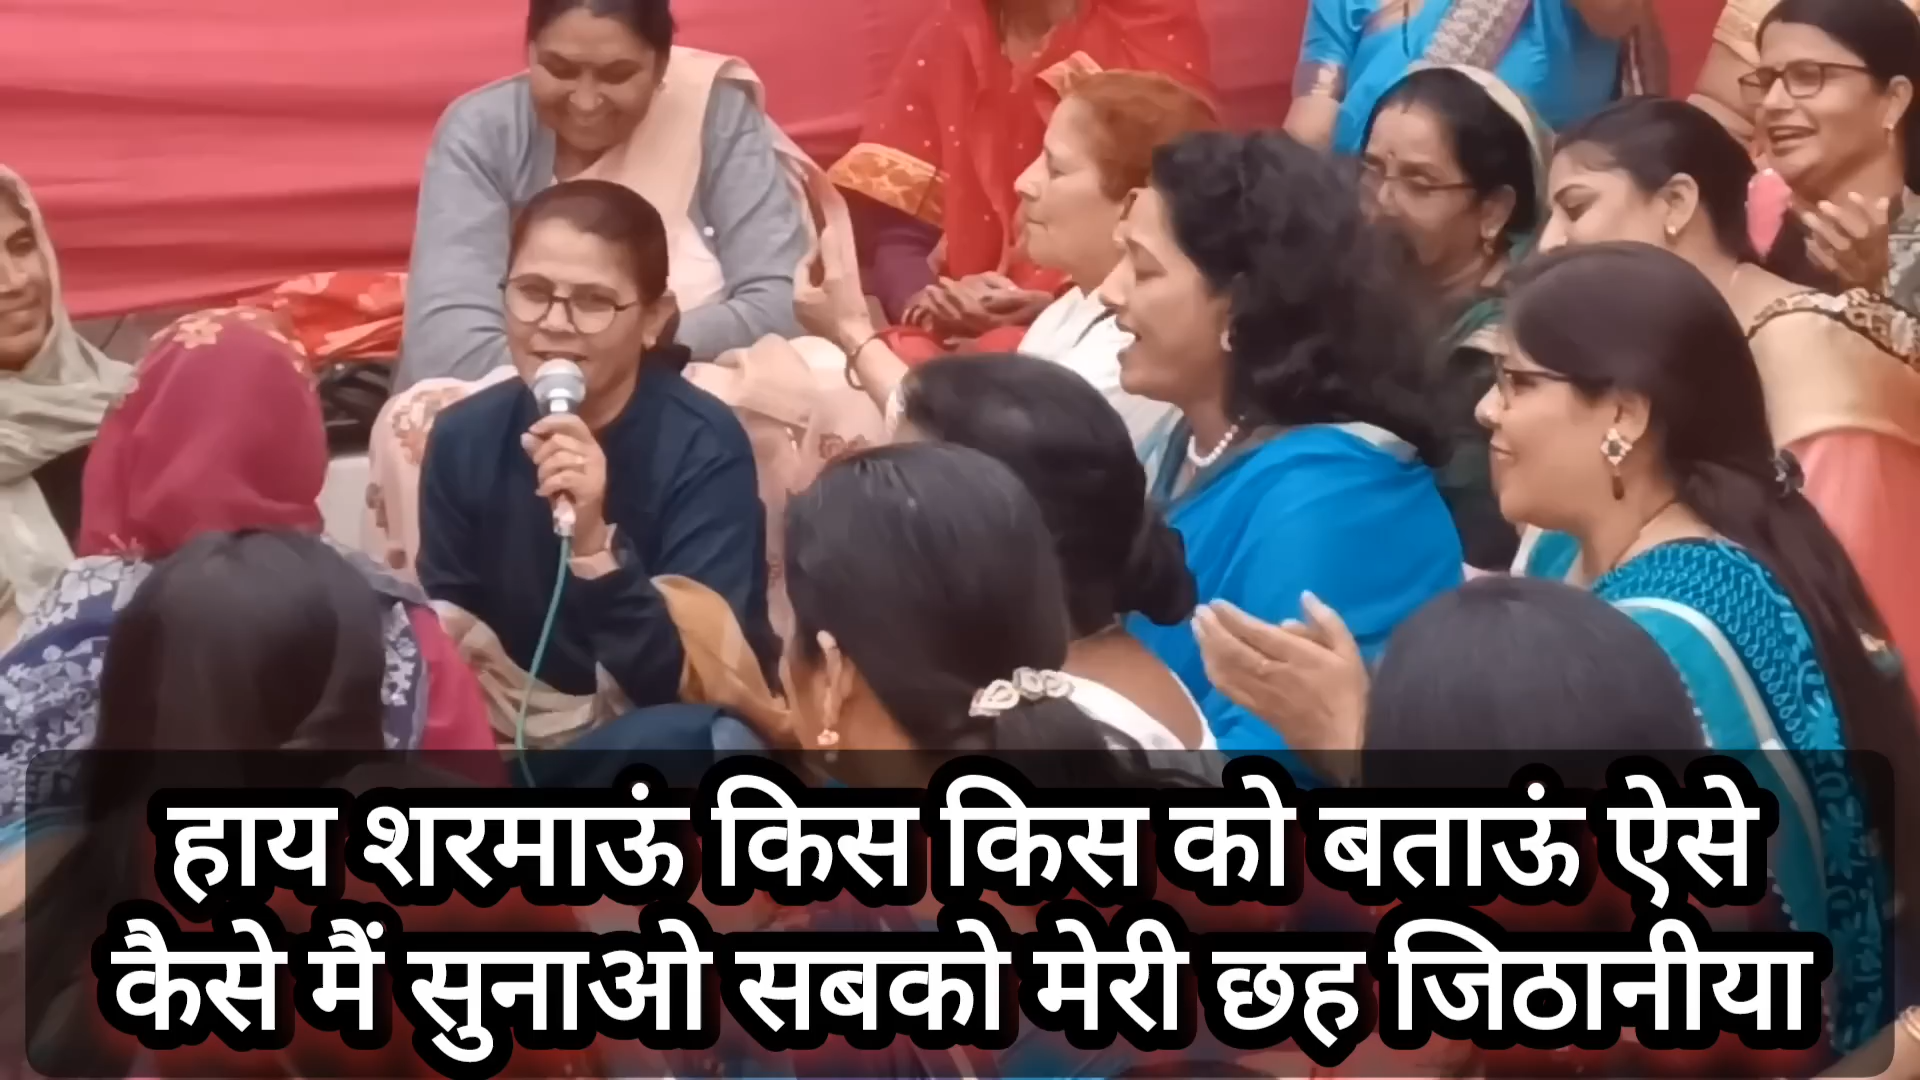 हाय शरमाऊं किस किस को बताऊं ऐसे
कैसे मैं सुनाओ सबको मेरी छह जिठानीया